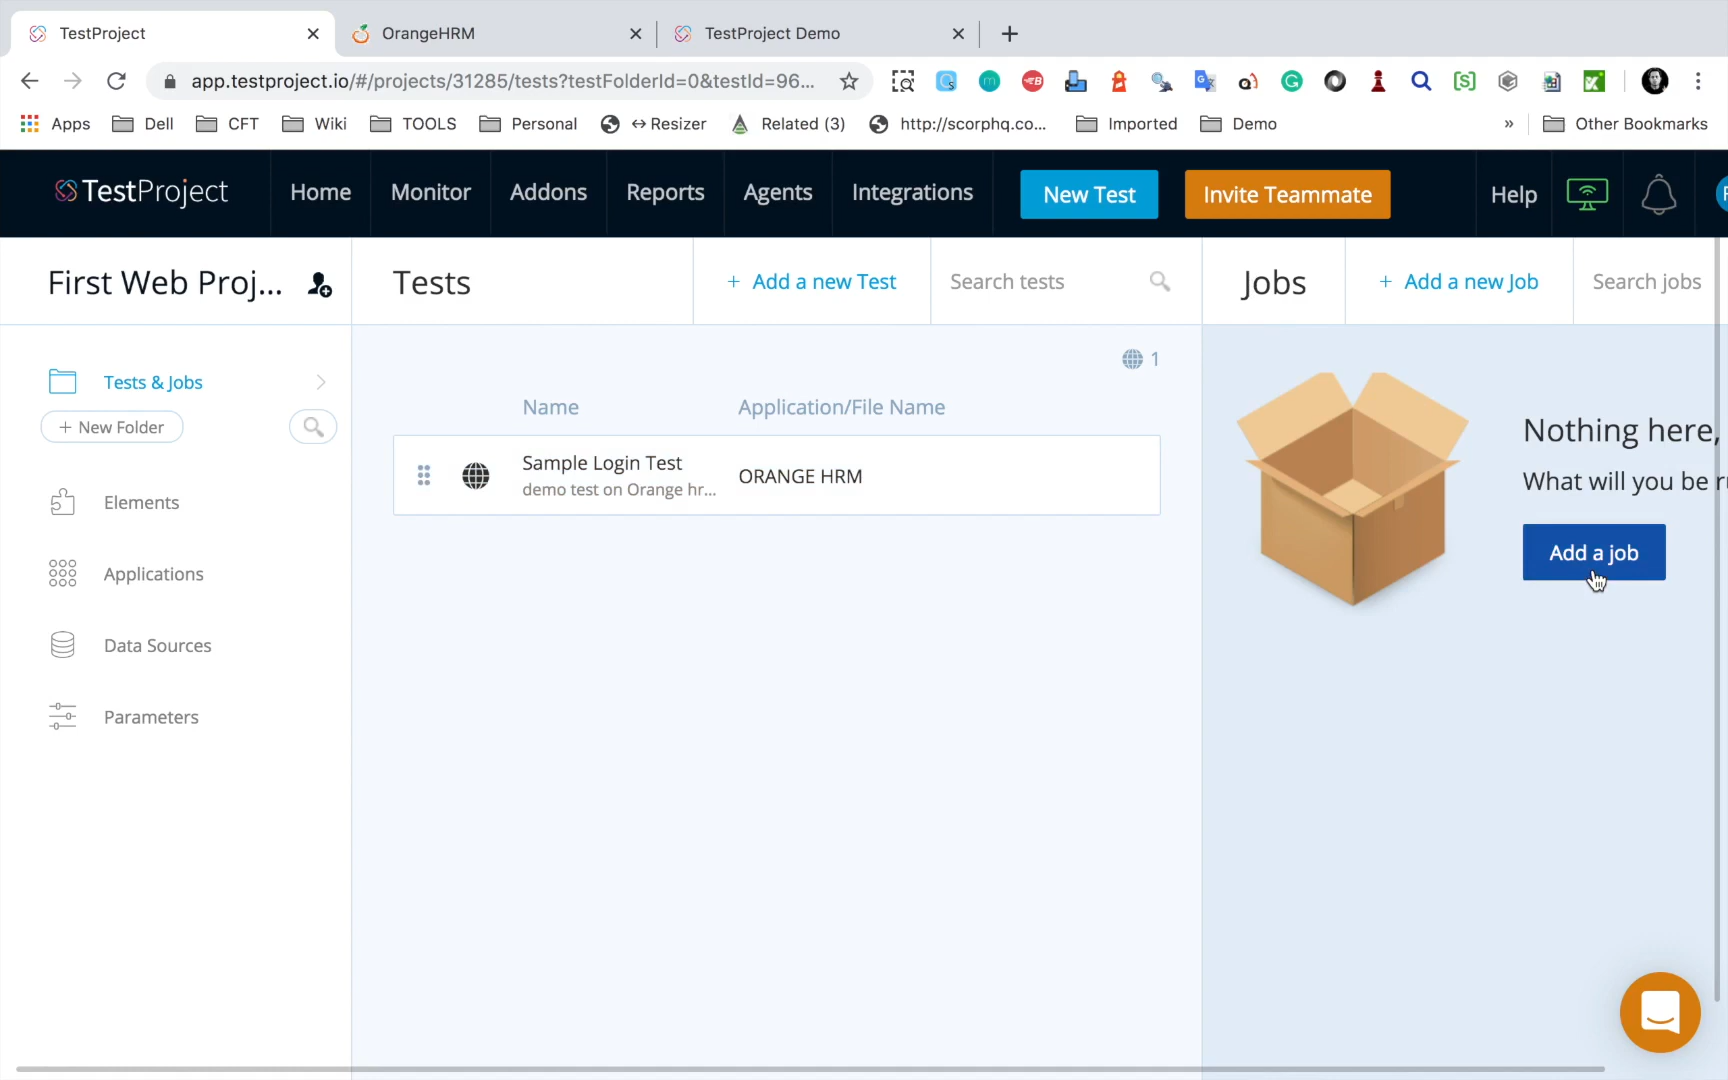 TestProject
OrangeHRM
TestProject Demo
app.testproject.io/#/projects/31285/tests?testFolderId=0&testId=96...
Apps
Dell
CFT
Wiki
TOOLS
Personal
↔Resizer
Related (3)
http://scorphq.co...
Imported
Demo
»
Other Bookmarks
TestProject
Home
Monitor
Addons
Reports
Agents
Integrations
New Test
Invite Teammate
Help
First Web Proj...
Tests
+ Add a new Test
Search tests
Jobs
+ Add a new Job
Search jobs
Tests & Jobs
+ New Folder
Elements
Applications
Data Sources
Parameters
1
Name
Application/File Name
Sample Login Test
demo test on Orange hr...
ORANGE HRM
Nothing here,
What will you be
Add a job